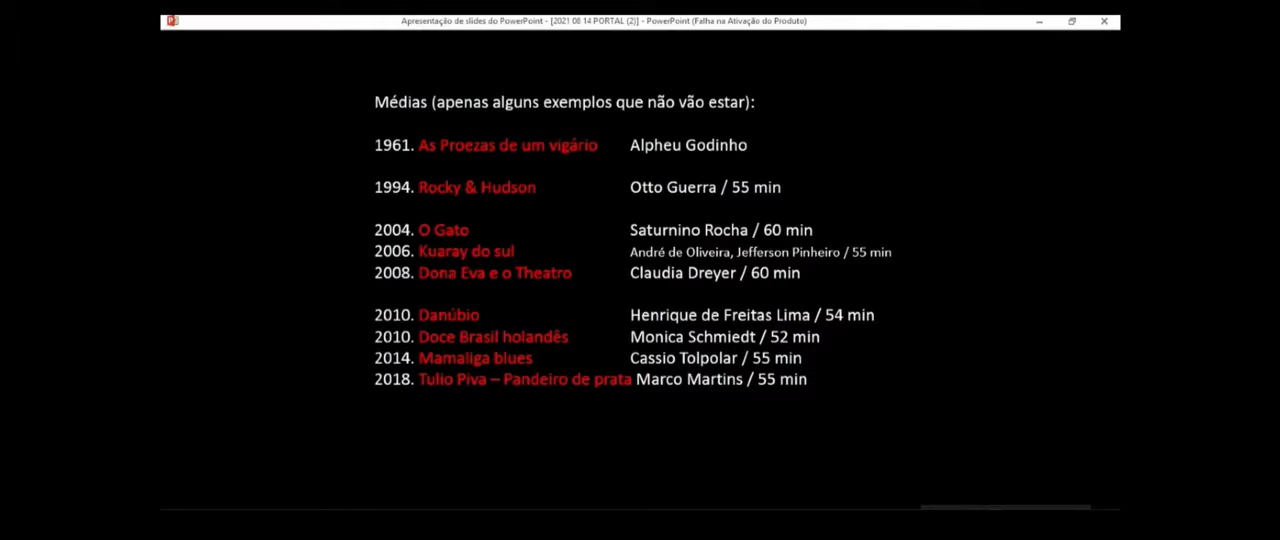 Apresentação de slides do PowerPoint - [2021 08 14 PORTAL (2)] - PowerPoint (Falha na Ativação do Produto)
Médias (apenas alguns exemplos que não vão estar):
1961. As Proezas de um vigário Alpheu Godinho
1994. Rocky & Hudson Otto Guerra / 55 min
2004. O Gato Saturnino Rocha / 60 min
2006. Kuaray do sul André de Oliveira, Jefferson Pinheiro / 55 min
2008. Dona Eva e o Theatro Claudia Dreyer / 60 min
2010. Danúbio Henrique de Freitas Lima / 54 min
2010. Doce Brasil holandês Monica Schmiedt / 52 min
2014. Mamaliga blues Cassio Tolpolar / 55 min
2018. Tulio Piva – Pandeiro de prata Marco Martins / 55 min